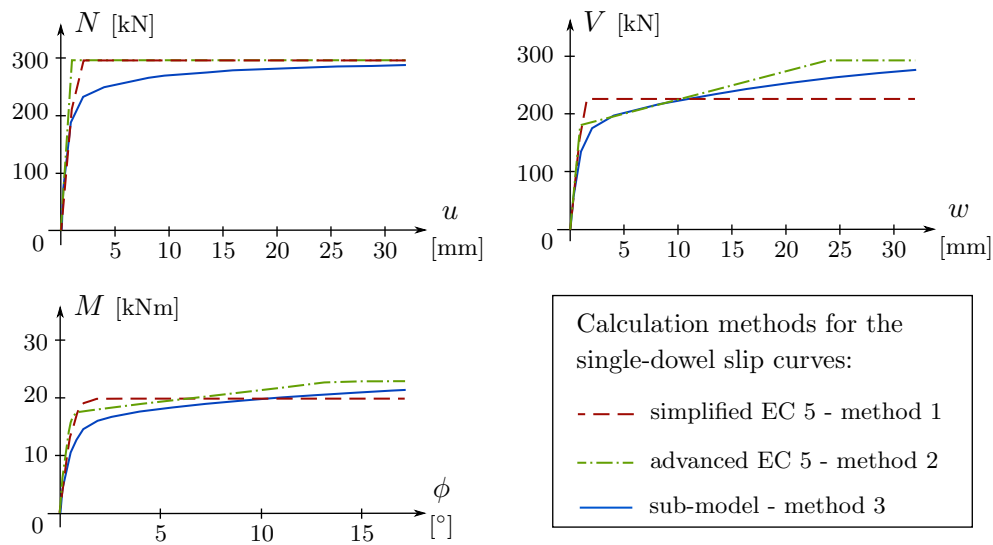 N [kN]
300
200
100
0
5 10 15 20 25 30
u
[mm]
V [kN]
300
200
100
0
5 10 15 20 25 30
w
[mm]
M [kNm]
30
20
10
0
5 10 15
ϕ
[°]
Calculation methods for the
single-dowel slip curves:
simplified EC 5 - method 1
advanced EC 5 - method 2
sub-model - method 3